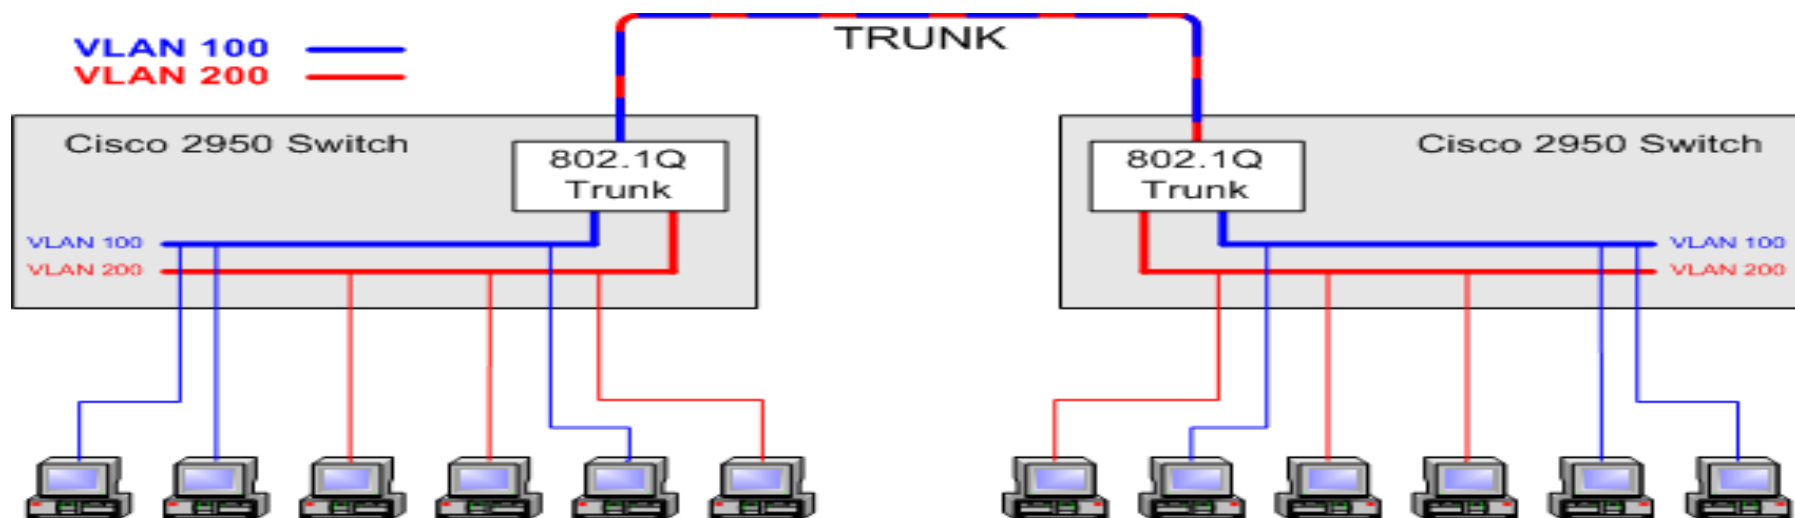 TRUNK
VLAN 100
VLAN 200
Cisco 2950 Switch
802.1Q
Trunk
VLAN 100
VLAN 200
802.1Q
Trunk
Cisco 2950 Switch
VLAN 100
VLAN 200